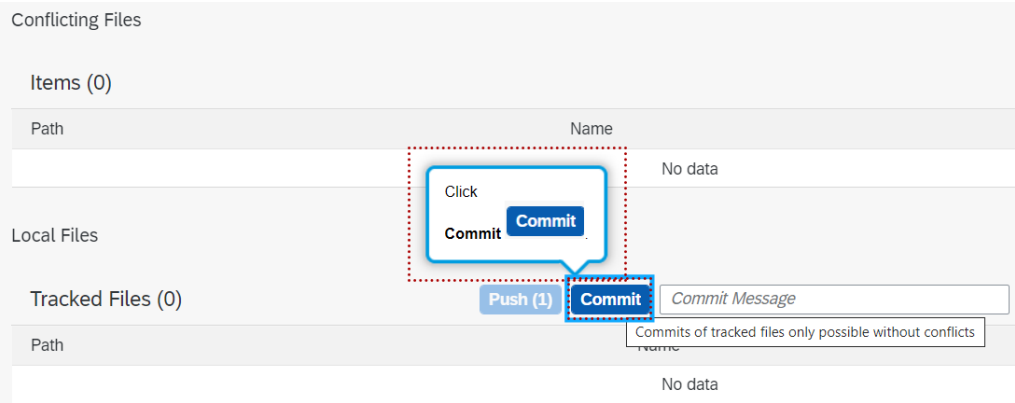 Conflicting Files
Items (0)
Path Name
No data
Click
Commit Commit .
Local Files
Tracked Files (0) Push (1) Commit Commit Message
Commits of tracked files only possible without conflicts
Path Name
No data